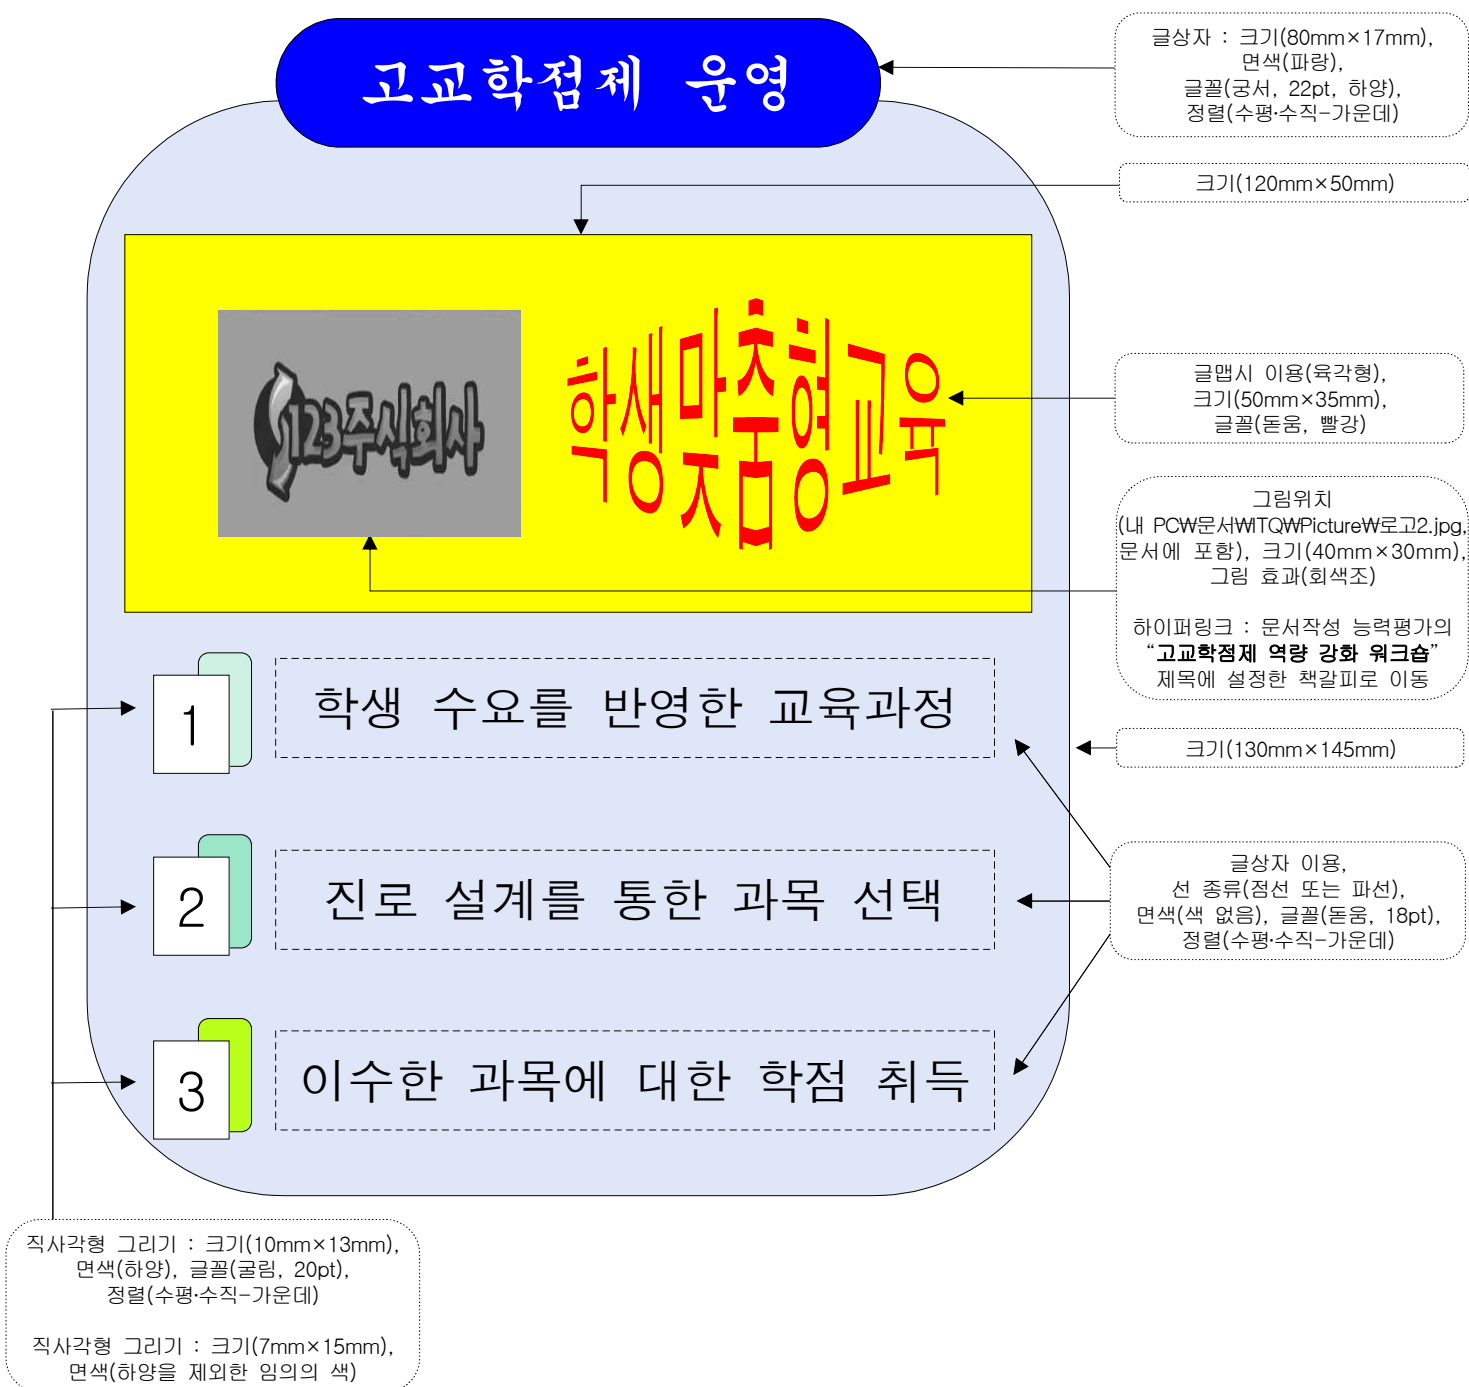 고교학점제 운영
글상자 : 크기(80mm×17mm),
면색(파랑),
글꼴(궁서, 22pt, 하양),
정렬(수평·수직-가운데)
크기(120mm×50mm)
123주식회사
학생맞춤형교육
글맵시 이용(육각형),
크기(50mm×35mm),
글꼴(돋움, 빨강)
그림위치
(내 PC₩문서₩ITQ₩Picture₩로고2.jpg,
문서에 포함), 크기(40mm×30mm),
그림 효과(회색조)
하이퍼링크 : 문서작성 능력평가의
“고교학점제 역량 강화 워크숍”
제목에 설정한 책갈피로 이동
1
학생 수요를 반영한 교육과정
크기(130mm×145mm)
2
진로 설계를 통한 과목 선택
글상자 이용,
선 종류(점선 또는 파선),
면색(색 없음), 글꼴(돋움, 18pt),
정렬(수평·수직-가운데)
3
이수한 과목에 대한 학점 취득
직사각형 그리기 : 크기(10mm×13mm),
면색(하양), 글꼴(굴림, 20pt),
정렬(수평·수직-가운데)
직사각형 그리기 : 크기(7mm×15mm),
면색(하양을 제외한 임의의 색)